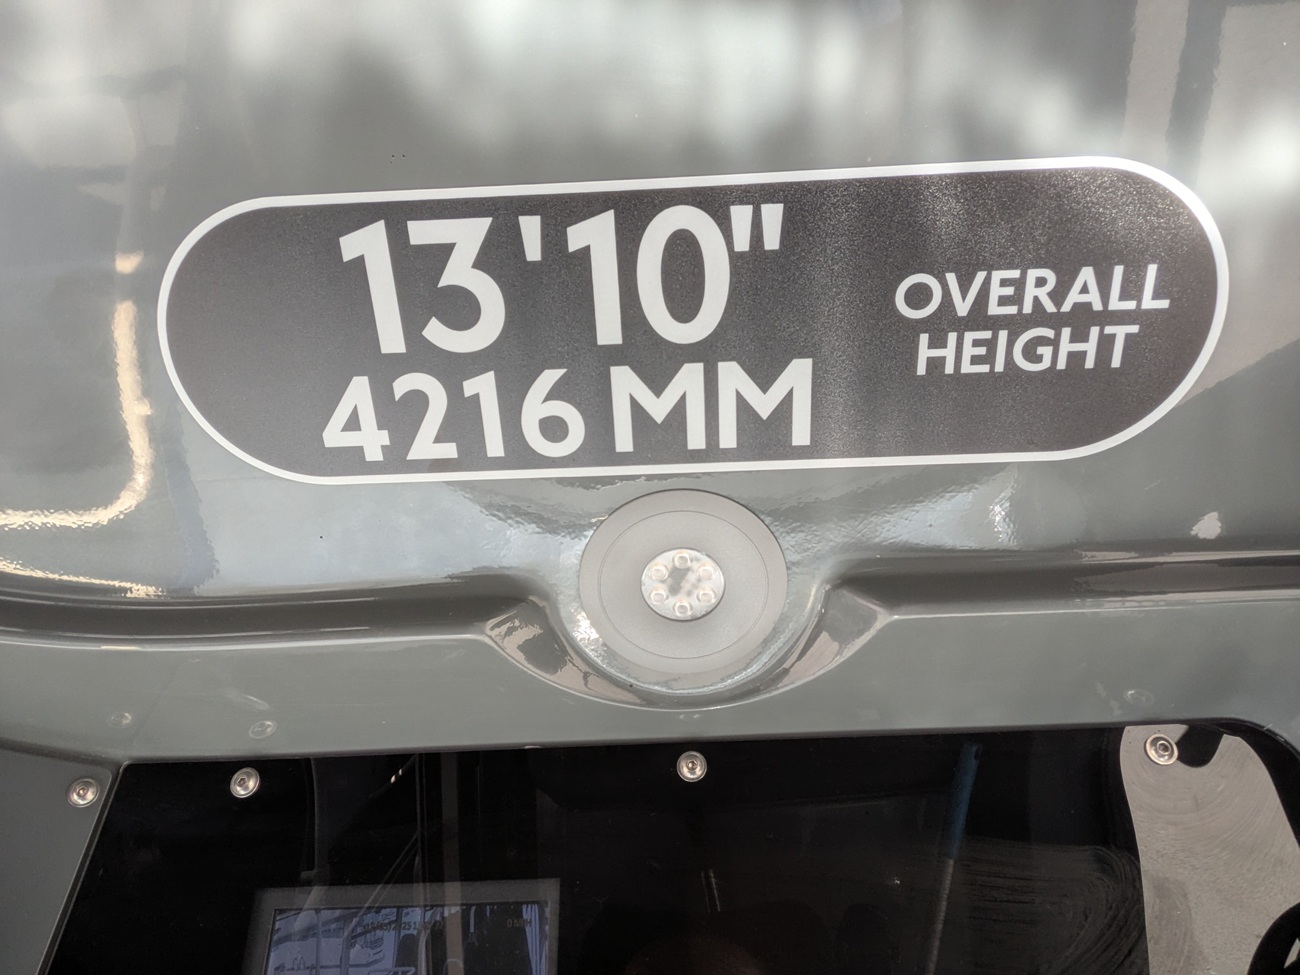 13'10"
4216 MM
OVERALL
HEIGHT